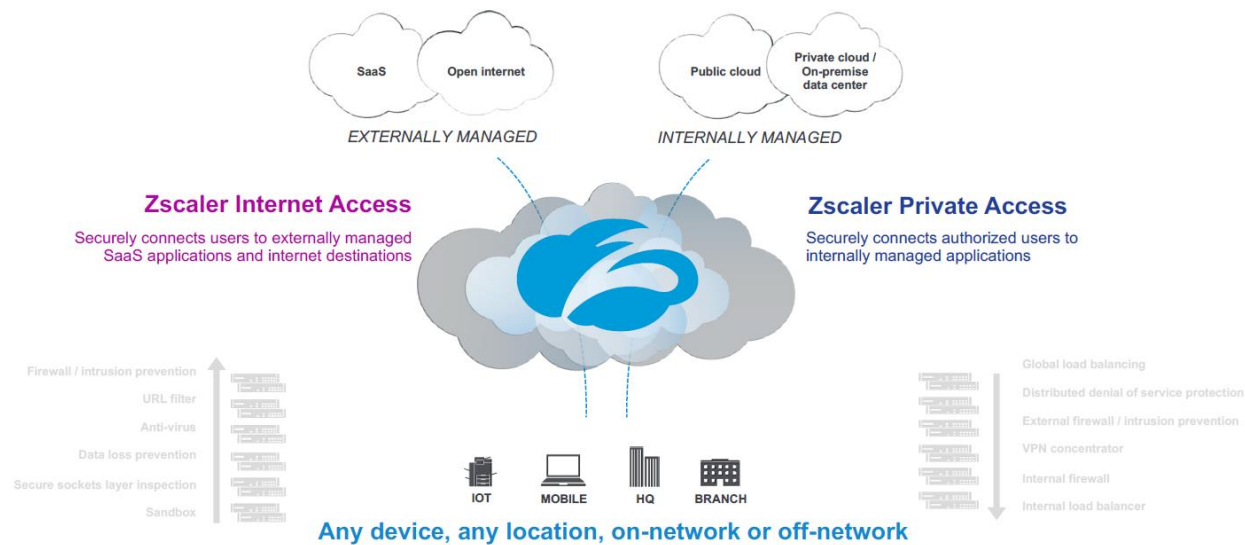 SaaS
Open internet
Public cloud
Private cloud /
On-premise
data center
EXTERNALLY MANAGED
INTERNALLY MANAGED
Zscaler Internet Access
Securely connects users to externally managed
SaaS applications and internet destinations
Zscaler Private Access
Securely connects authorized users to
internally managed applications
Firewall / intrusion prevention
URL filter
Anti-virus
Data loss prevention
Secure sockets layer inspection
Sandbox
Global load balancing
Distributed denial of service protection
External firewall / intrusion prevention
VPN concentrator
Internal firewall
Internal load balancer
IOT
MOBILE
HQ
BRANCH
Any device, any location, on-network or off-network